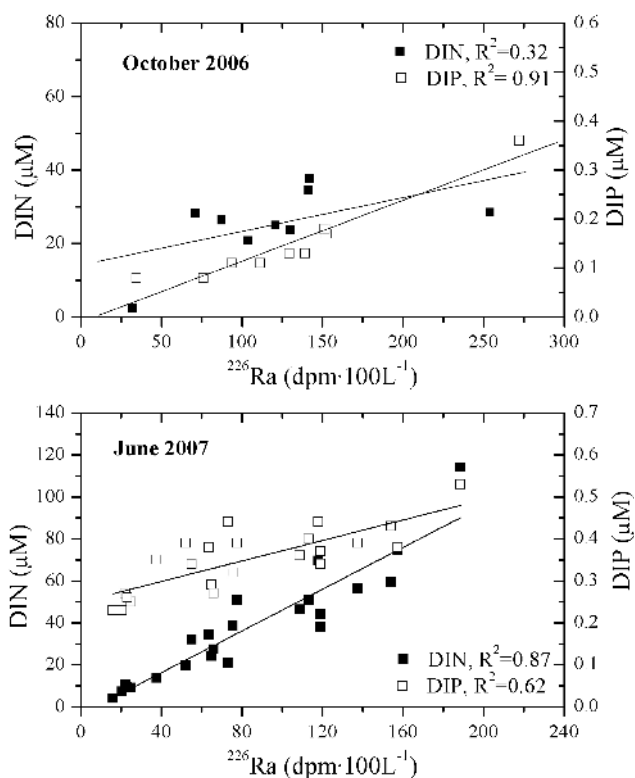 October 2006
DIN, R²=0.32
DIP, R²= 0.91
80
60
40
20
0
0.6
0.5
0.4
0.3
0.2
0.1
0.0
DIN (μM)
DIP (μM)
0 50 100 150 200 250 300
²²⁶Ra (dpm·100L⁻¹)
June 2007
140
120
100
80
60
40
20
0
0.7
0.6
0.5
0.4
0.3
0.2
0.1
0.0
DIN (μM)
DIP (μM)
DIN, R²=0.87
DIP, R²=0.62
0 40 80 120 160 200 240
²²⁶Ra (dpm·100L⁻¹)